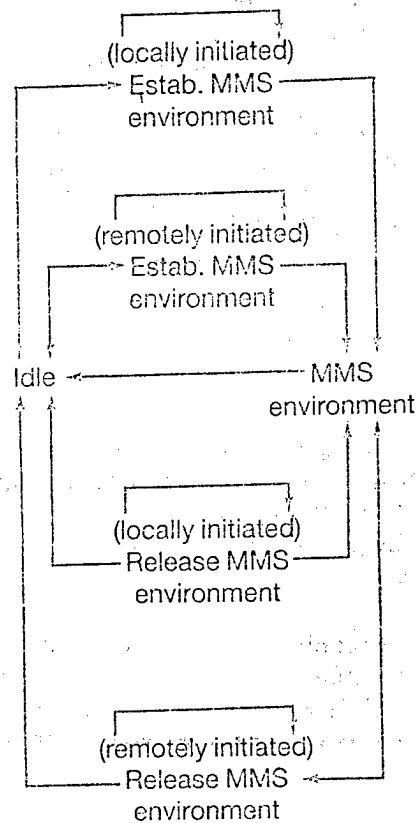 (locally initiated)
Estab. MMS
environment
(remotely initiated)
Estab. MMS
environment
Idle
MMS
environment
(locally initiated)
Release MMS
environment
(remotely initiated)
Release MMS
environment